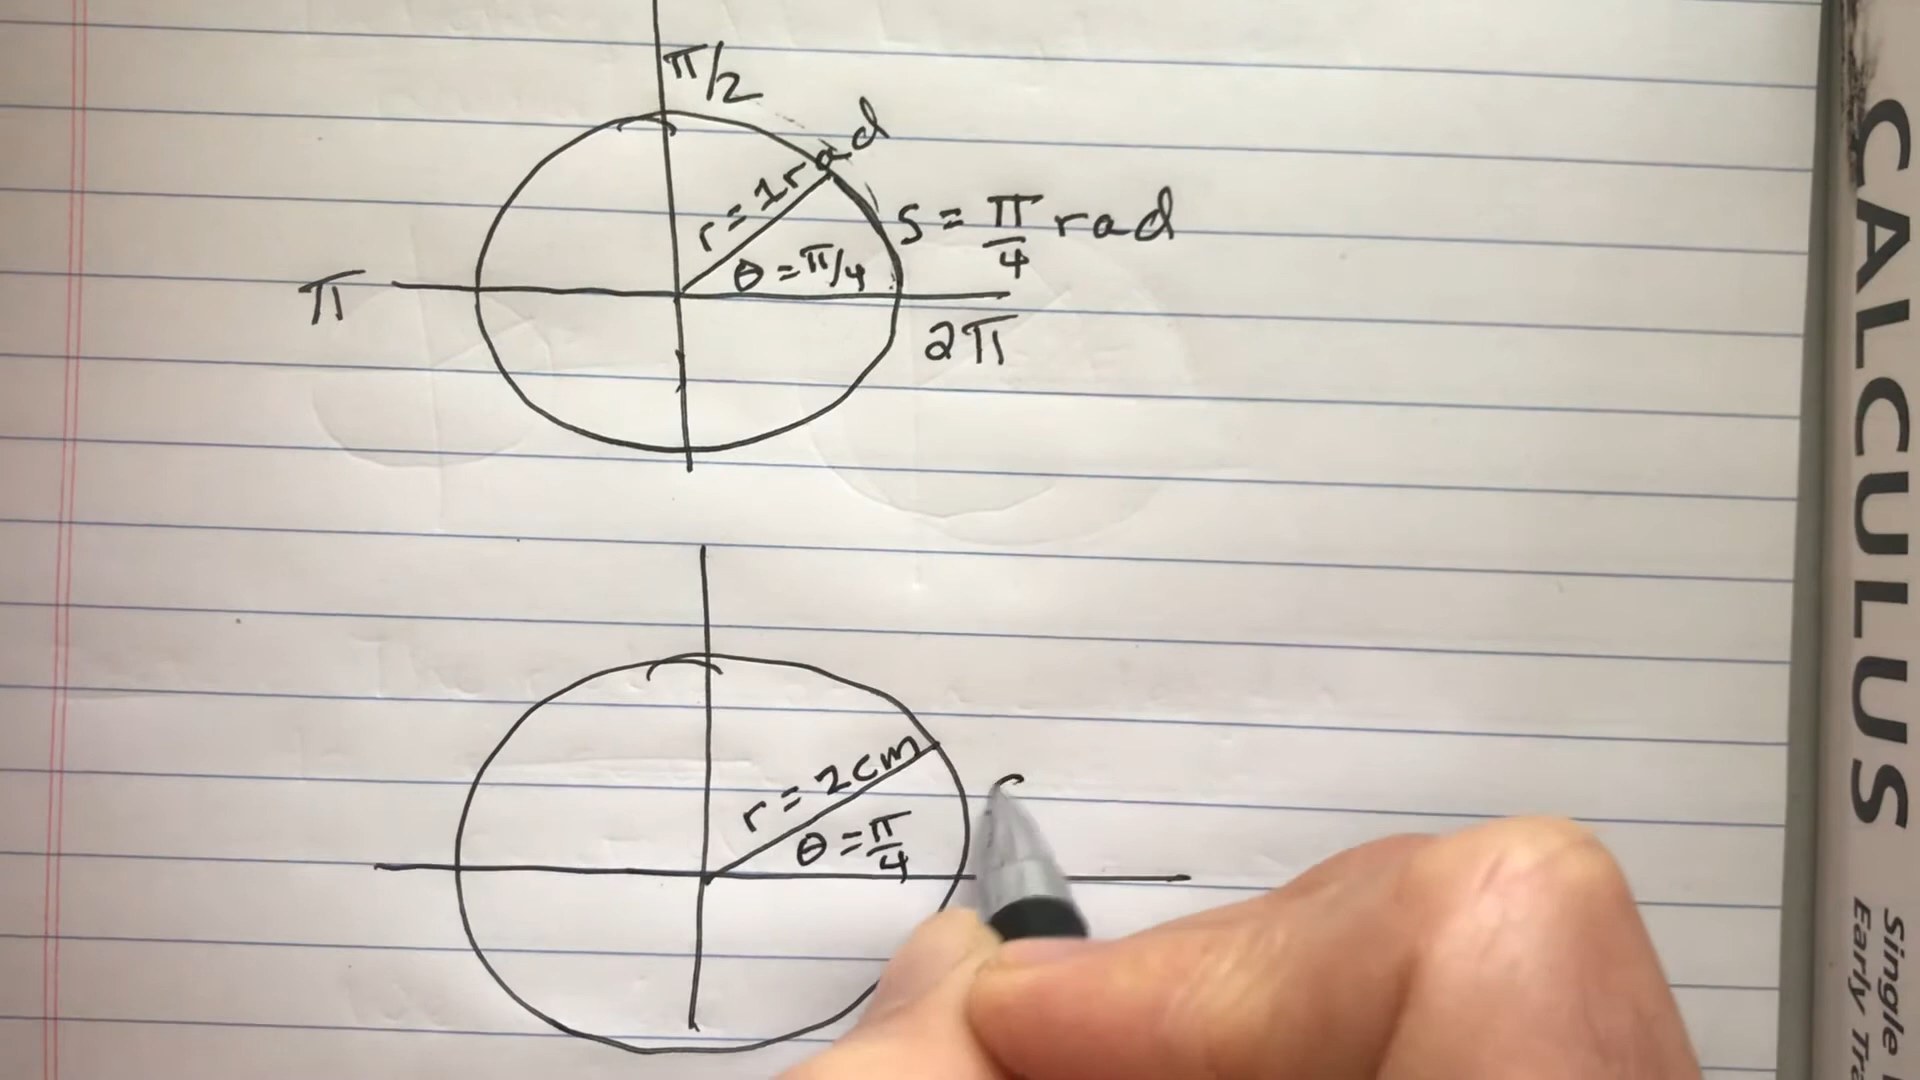 π/2
r = 1 rad
S = π/4 rad
θ = π/4
π
2π
r = 2cm
θ = π/4
CALCULUS
Single
Early Tra